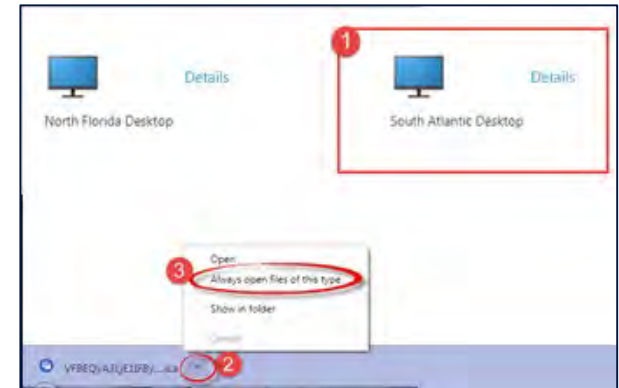 1
Details
Details
North Florida Desktop
South Atlantic Desktop
Open
3
Always open files of this type
Show in folder
Cancel
2